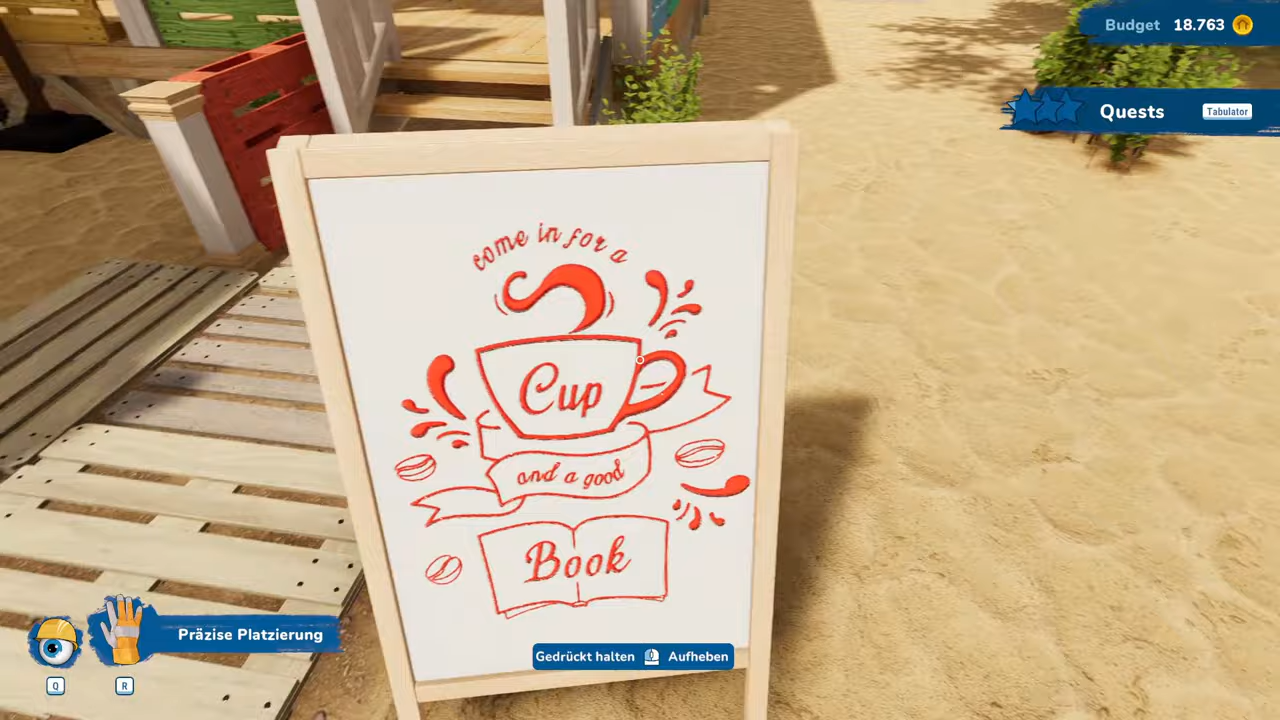 Budget 18.763
Quests Tabulator
come in for a
Cup
and a good
Book
Präzise Platzierung
Gedrückt halten Aufheben
Q R